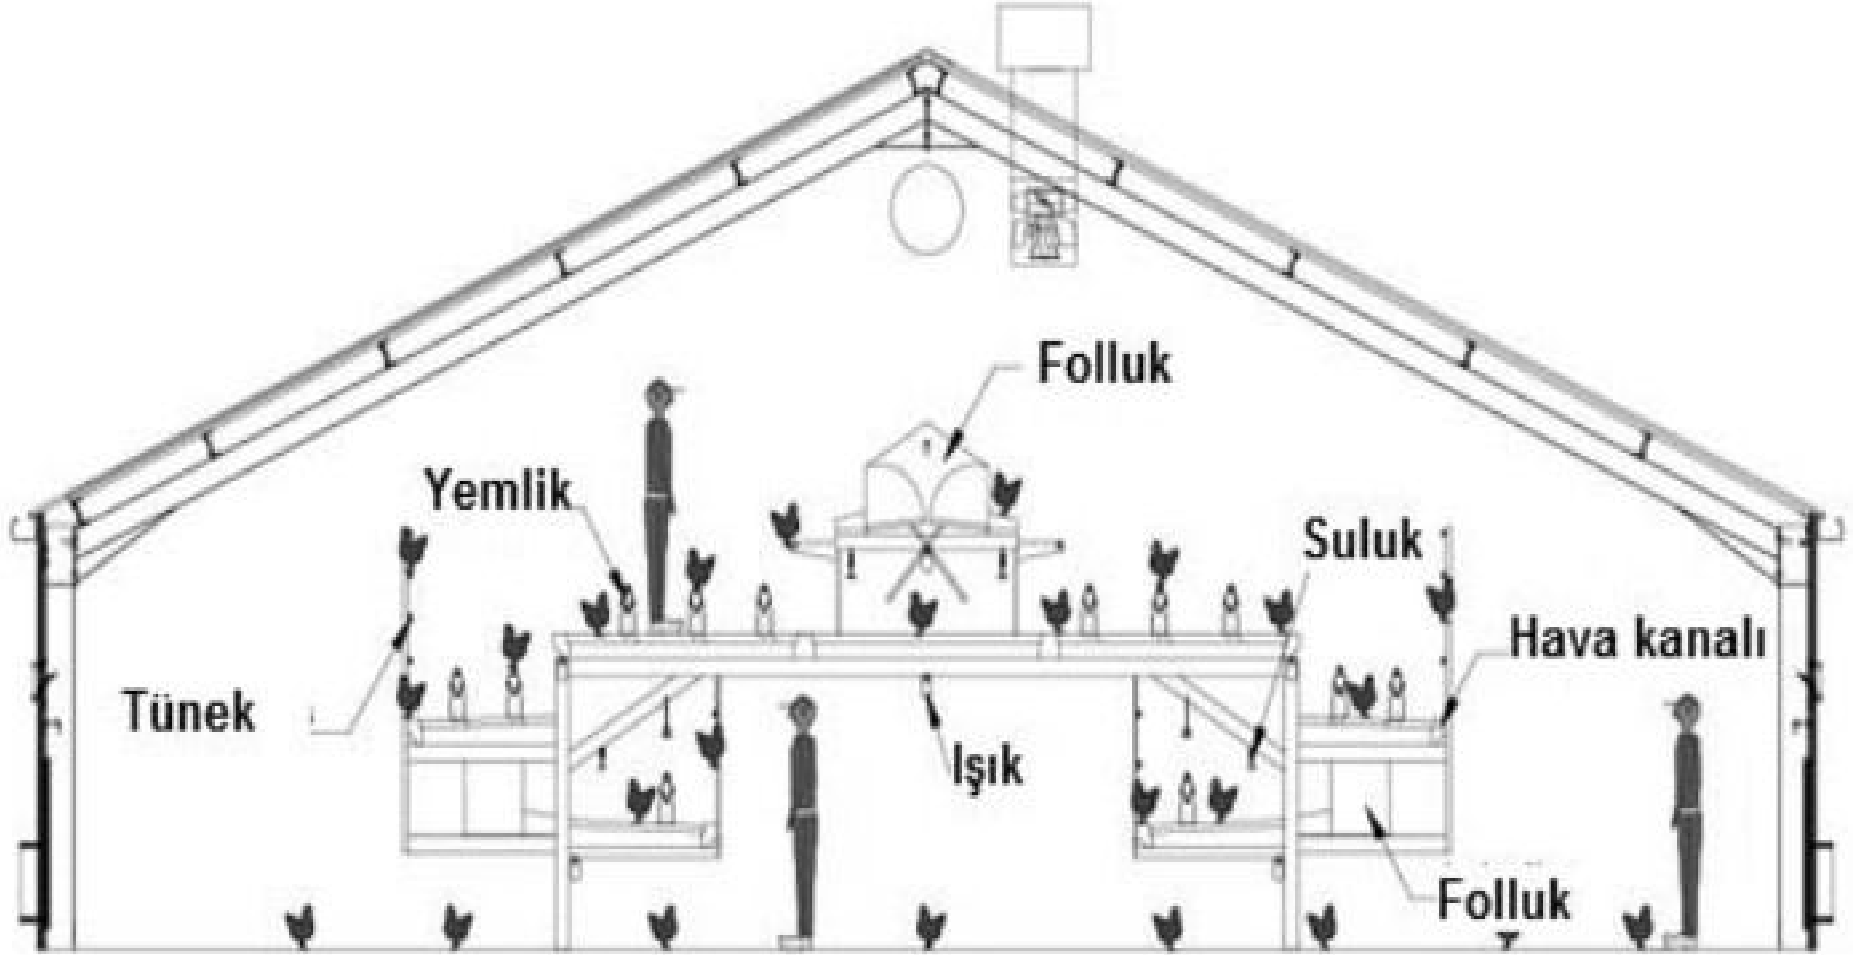 Folluk
Yemlik
Suluk
Hava kanalı
Tünek
Işık
Folluk